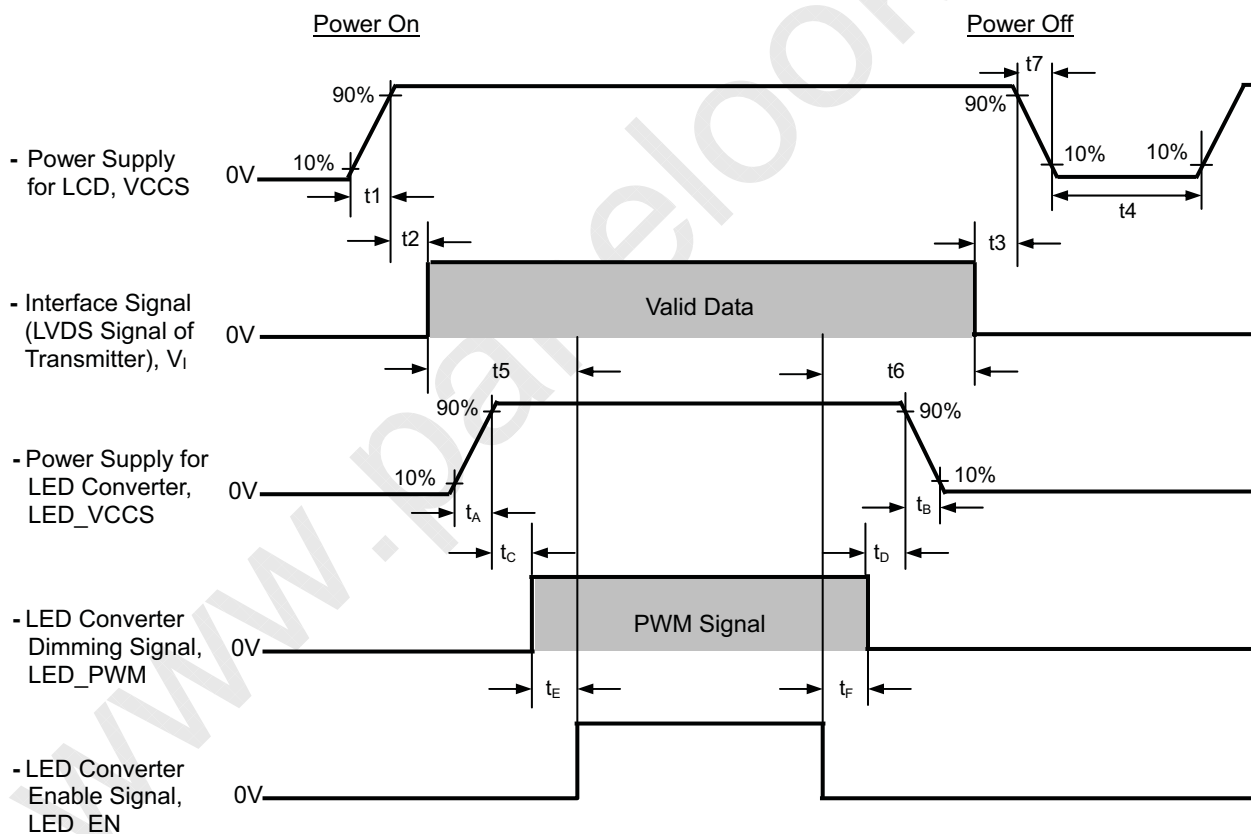 Power On
Power Off
t7
90%
90%
10%
10%
10%
- Power Supply
for LCD, VCCS
0V
t1
t4
t2
t3
- Interface Signal
(LVDS Signal of
Transmitter), VI
0V
Valid Data
t5
t6
90%
90%
- Power Supply for
LED Converter,
LED_VCCS
0V
10%
10%
tA
tB
tC
tD
- LED Converter
Dimming Signal,
LED_PWM
0V
PWM Signal
tE
tF
- LED Converter
Enable Signal,
LED_EN
0V